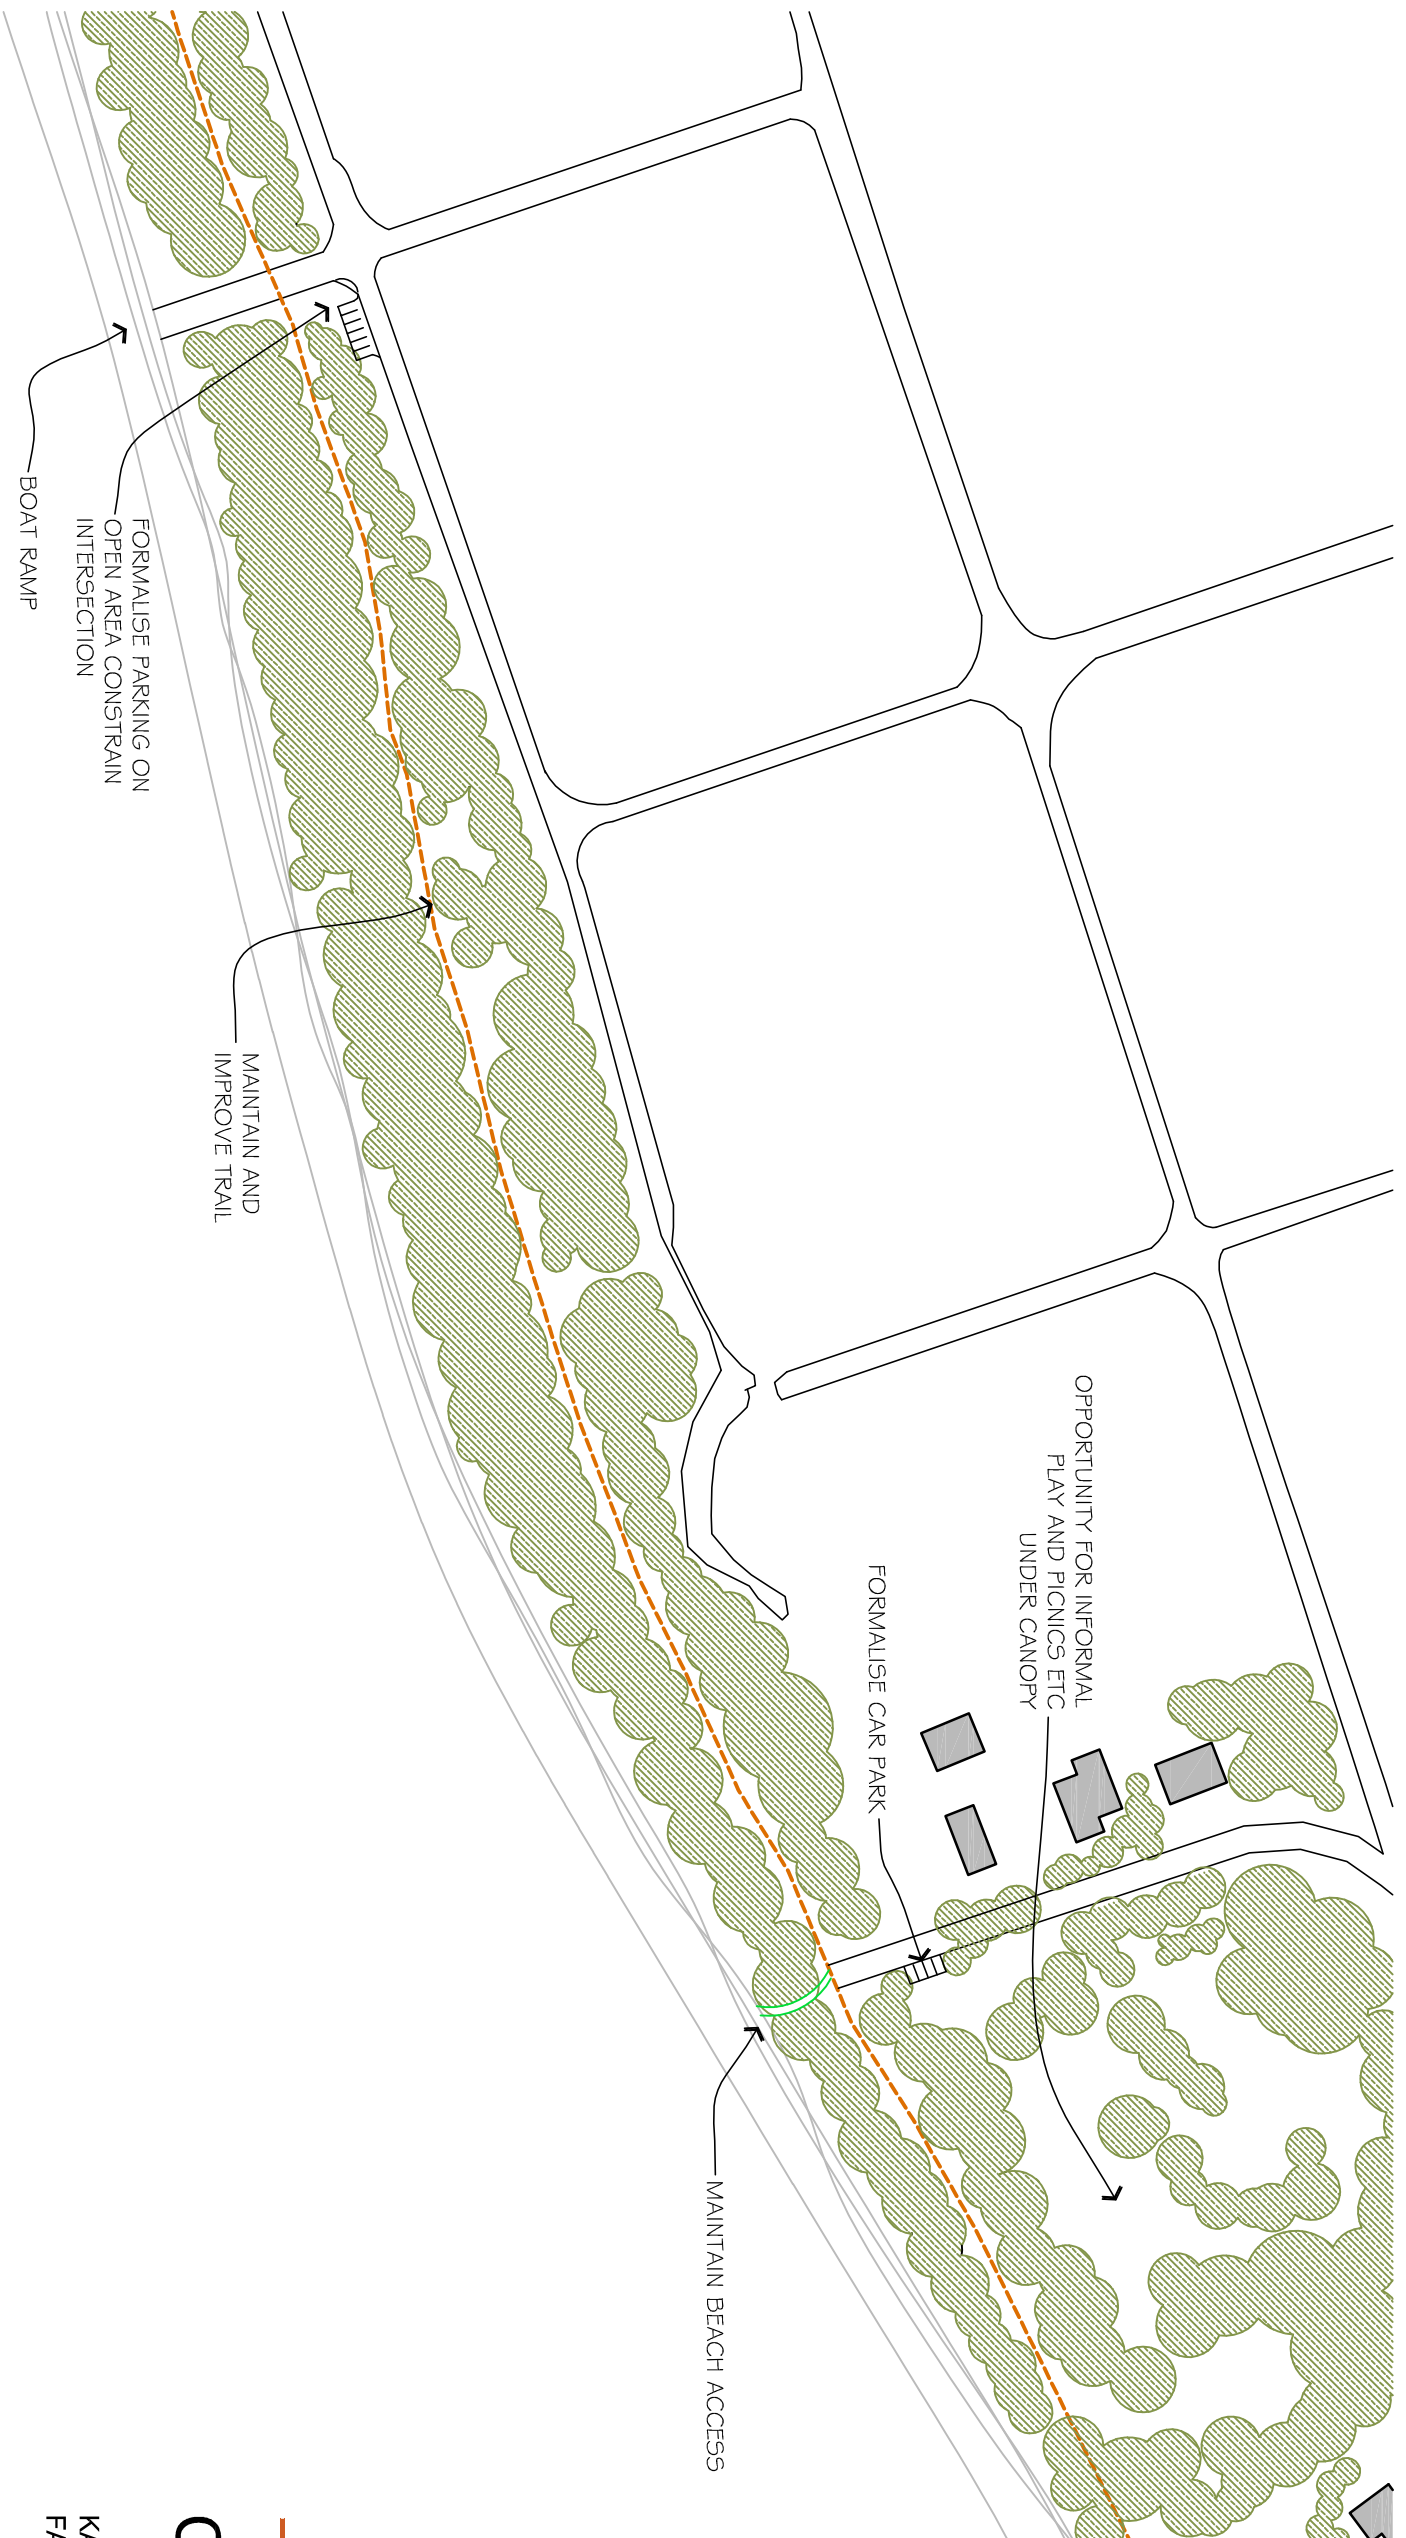 BOAT RAMP
FORMALISE PARKING ON
OPEN AREA CONSTRAIN
INTERSECTION
MAINTAIN AND
IMPROVE TRAIL
OPPORTUNITY FOR INFORMAL
PLAY AND PICNICS ETC
UNDER CANOPY
FORMALISE CAR PARK
MAINTAIN BEACH ACCESS